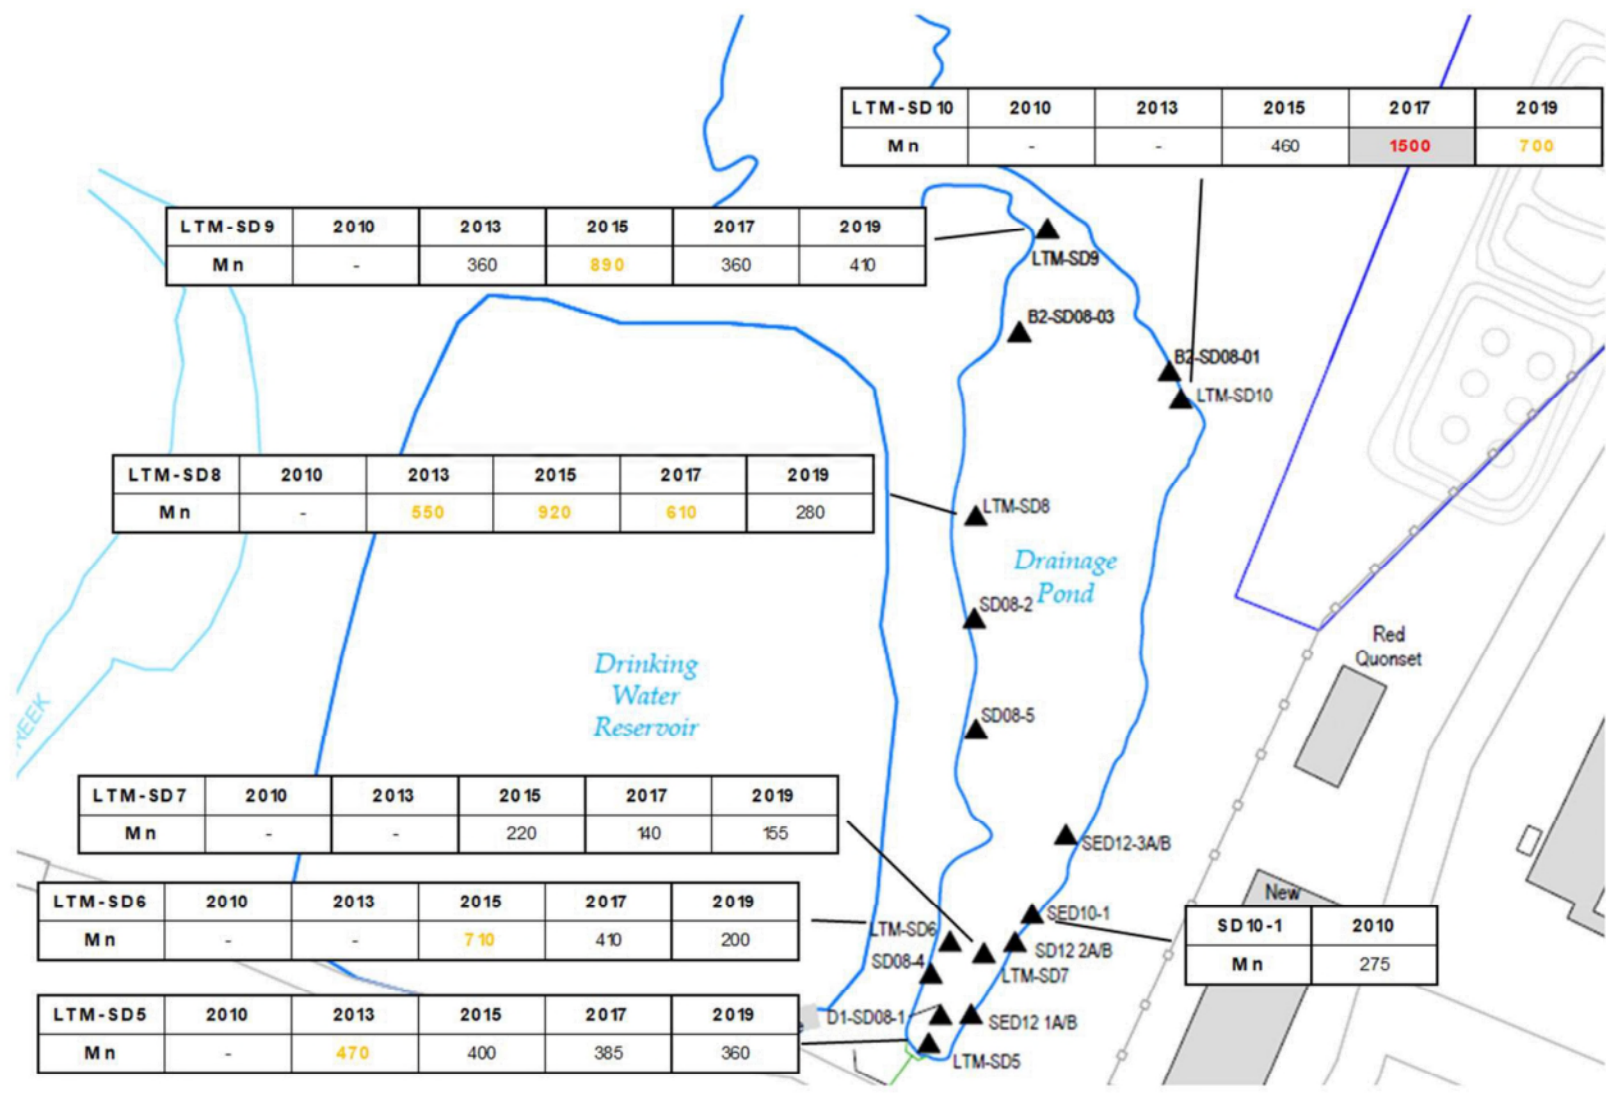 LTM-SD10 2010 2013 2015 2017 2019
Mn - - 460 1500 700
LTM-SD9 2010 2013 2015 2017 2019
Mn - 360 890 360 410
LTM-SD9
B2-SD08-03
B2-SD08-01
LTM-SD10
LTM-SD8 2010 2013 2015 2017 2019
Mn - 550 920 610 280
LTM-SD8
Drainage
Pond
SD08-2
Red
Quonset
Drinking
Water
Reservoir
REEK
SD08-5
LTM-SD7 2010 2013 2015 2017 2019
Mn - - 220 140 155
SED12-3A/B
LTM-SD6 2010 2013 2015 2017 2019
Mn - - 710 410 200
New
SED10-1
SD10-1 2010
Mn 275
LTM-SD6
SD12 2A/B
SD08-4
LTM-SD7
LTM-SD5 2010 2013 2015 2017 2019
Mn - 470 400 385 360
D1-SD08-1
SED12 1A/B
LTM-SD5